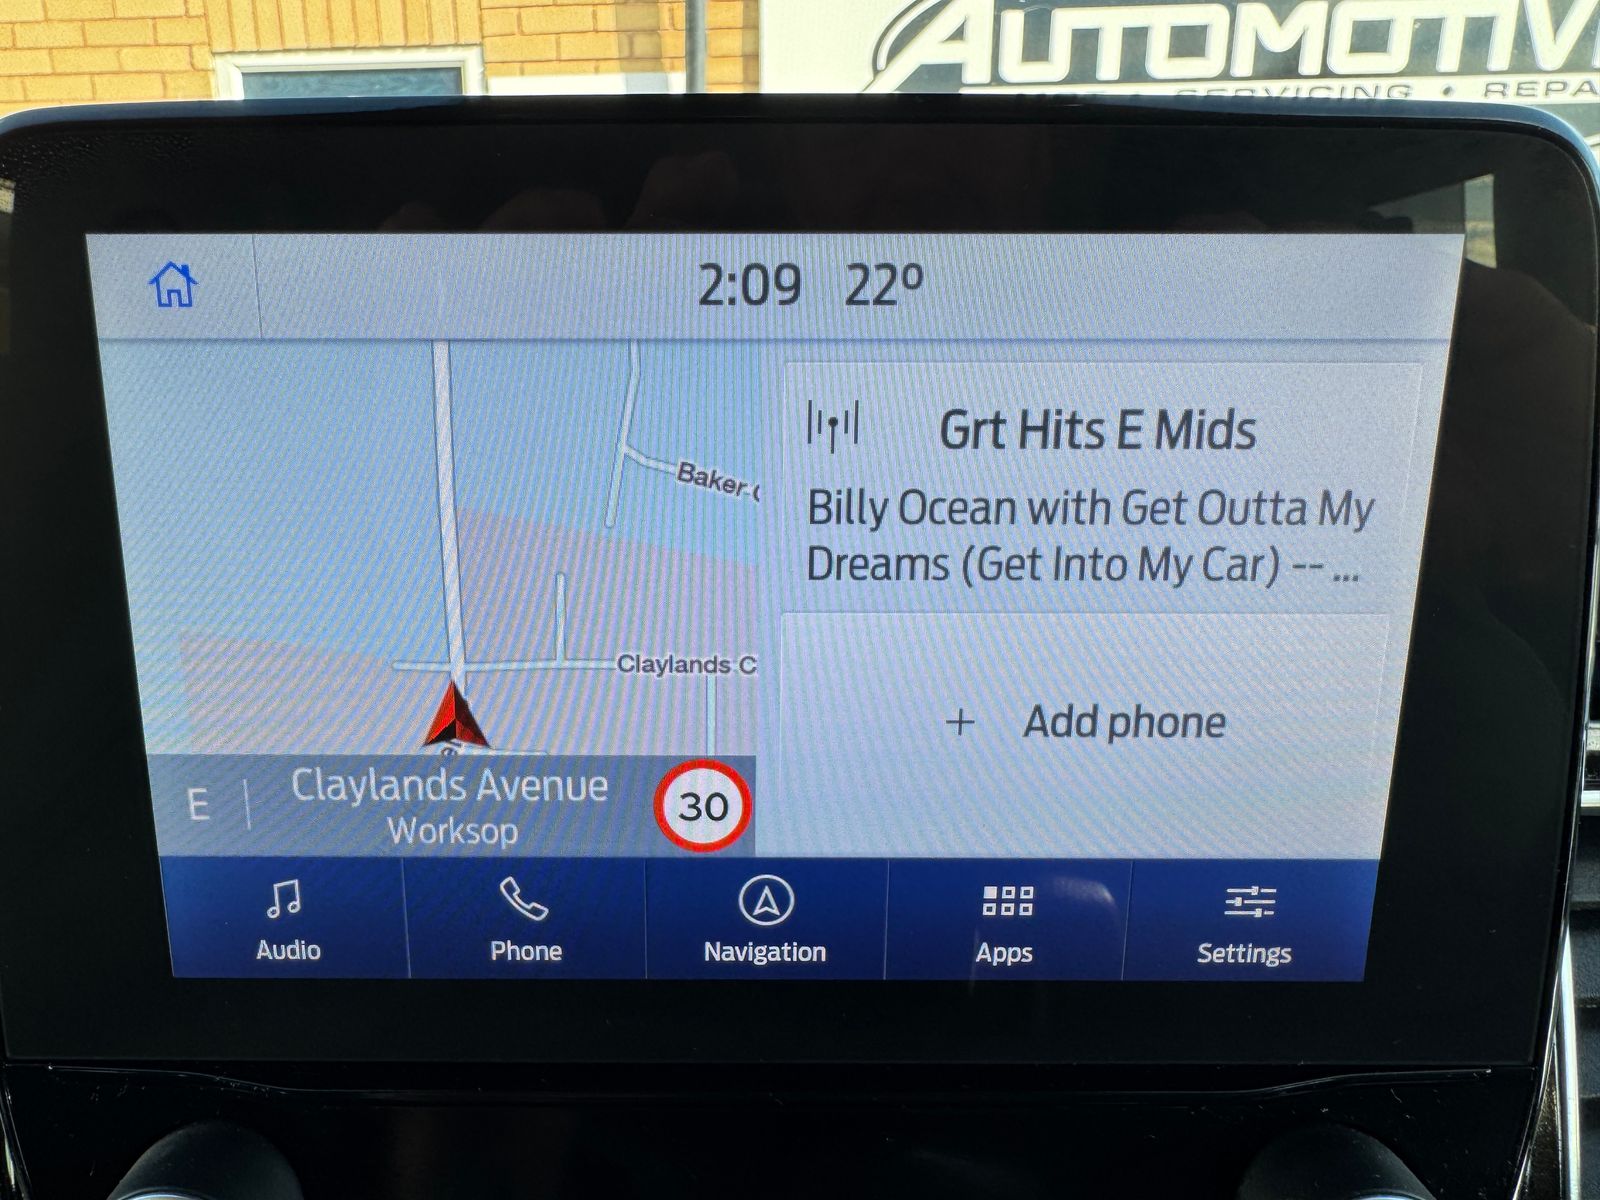 AUTOMOTIV
SERVICING • REPA
2:09 22º
Grt Hits E Mids
Billy Ocean with Get Outta My
Dreams (Get Into My Car) -- ...
Baker
Claylands C
Add phone
E
Claylands Avenue
Worksop
30
Audio
Phone
Navigation
Apps
Settings